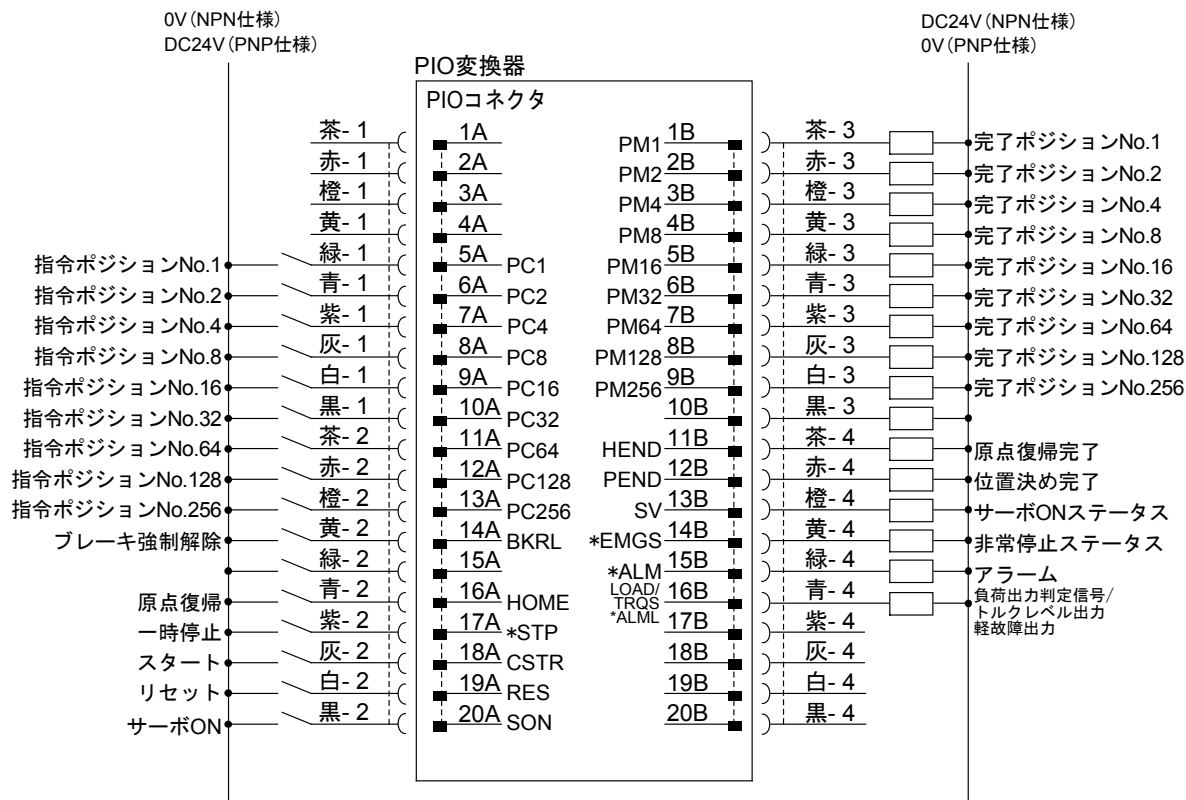 0V(NPN仕様)
DC24V(PNP仕様)
DC24V(NPN仕様)
0V(PNP仕様)
PIO変換器
PIOコネクタ
茶- 1 1A PM1 1B 茶- 3 完了ポジションNo.1
赤- 1 2A PM2 2B 赤- 3 完了ポジションNo.2
橙- 1 3A PM4 3B 橙- 3 完了ポジションNo.4
黄- 1 4A PM8 4B 黄- 3 完了ポジションNo.8
指令ポジションNo.1 緑- 1 5A PC1 PM16 5B 緑- 3 完了ポジションNo.16
指令ポジションNo.2 青- 1 6A PC2 PM32 6B 青- 3 完了ポジションNo.32
指令ポジションNo.4 紫- 1 7A PC4 PM64 7B 紫- 3 完了ポジションNo.64
指令ポジションNo.8 灰- 1 8A PC8 PM128 8B 灰- 3 完了ポジションNo.128
指令ポジションNo.16 白- 1 9A PC16 PM256 9B 白- 3 完了ポジションNo.256
指令ポジションNo.32 黒- 1 10A PC32 10B 黒- 3
指令ポジションNo.64 茶- 2 11A PC64 HEND 11B 茶- 4 原点復帰完了
指令ポジションNo.128 赤- 2 12A PC128 PEND 12B 赤- 4 位置決め完了
指令ポジションNo.256 橙- 2 13A PC256 SV 13B 橙- 4 サーボONステータス
ブレーキ強制解除 黄- 2 14A BKRL *EMGS 14B 黄- 4 非常停止ステータス
緑- 2 15A *ALM 15B 緑- 4 アラーム
原点復帰 青- 2 16A HOME LOAD/ TRQS *ALML 16B 青- 4 負荷出力判定信号/
トルクレベル出力
軽故障出力
一時停止 紫- 2 17A *STP 17B 紫- 4
スタート 灰- 2 18A CSTR 18B 灰- 4
リセット 白- 2 19A RES 19B 白- 4
サーボON 黒- 2 20A SON 20B 黒- 4